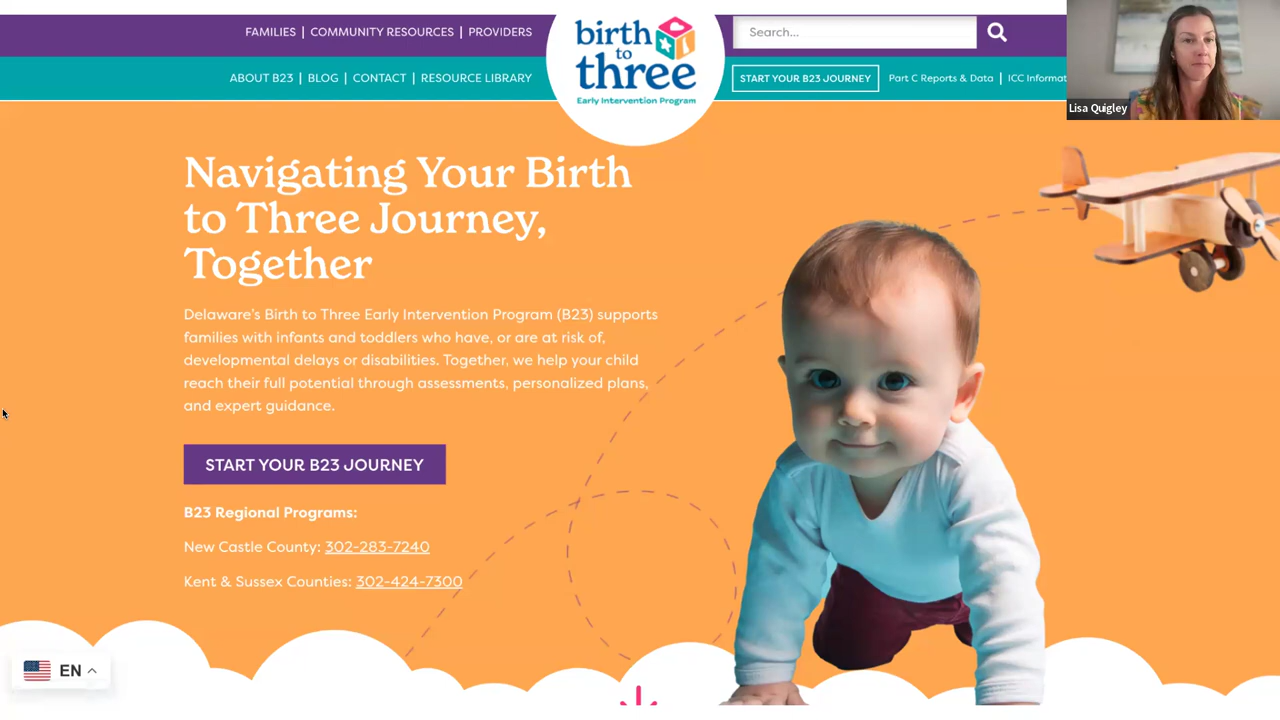 FAMILIES | COMMUNITY RESOURCES | PROVIDERS
birth
to
three
Early Intervention Program
Search...
ABOUT B23 | BLOG | CONTACT | RESOURCE LIBRARY
START YOUR B23 JOURNEY
Part C Reports & Data | ICC Informat
Lisa Quigley
Navigating Your Birth
to Three Journey,
Together
Delaware's Birth to Three Early Intervention Program (B23) supports
families with infants and toddlers who have, or are at risk of,
developmental delays or disabilities. Together, we help your child
reach their full potential through assessments, personalized plans,
and expert guidance.
START YOUR B23 JOURNEY
B23 Regional Programs:
New Castle County: 302-283-7240
Kent & Sussex Counties: 302-424-7300
EN